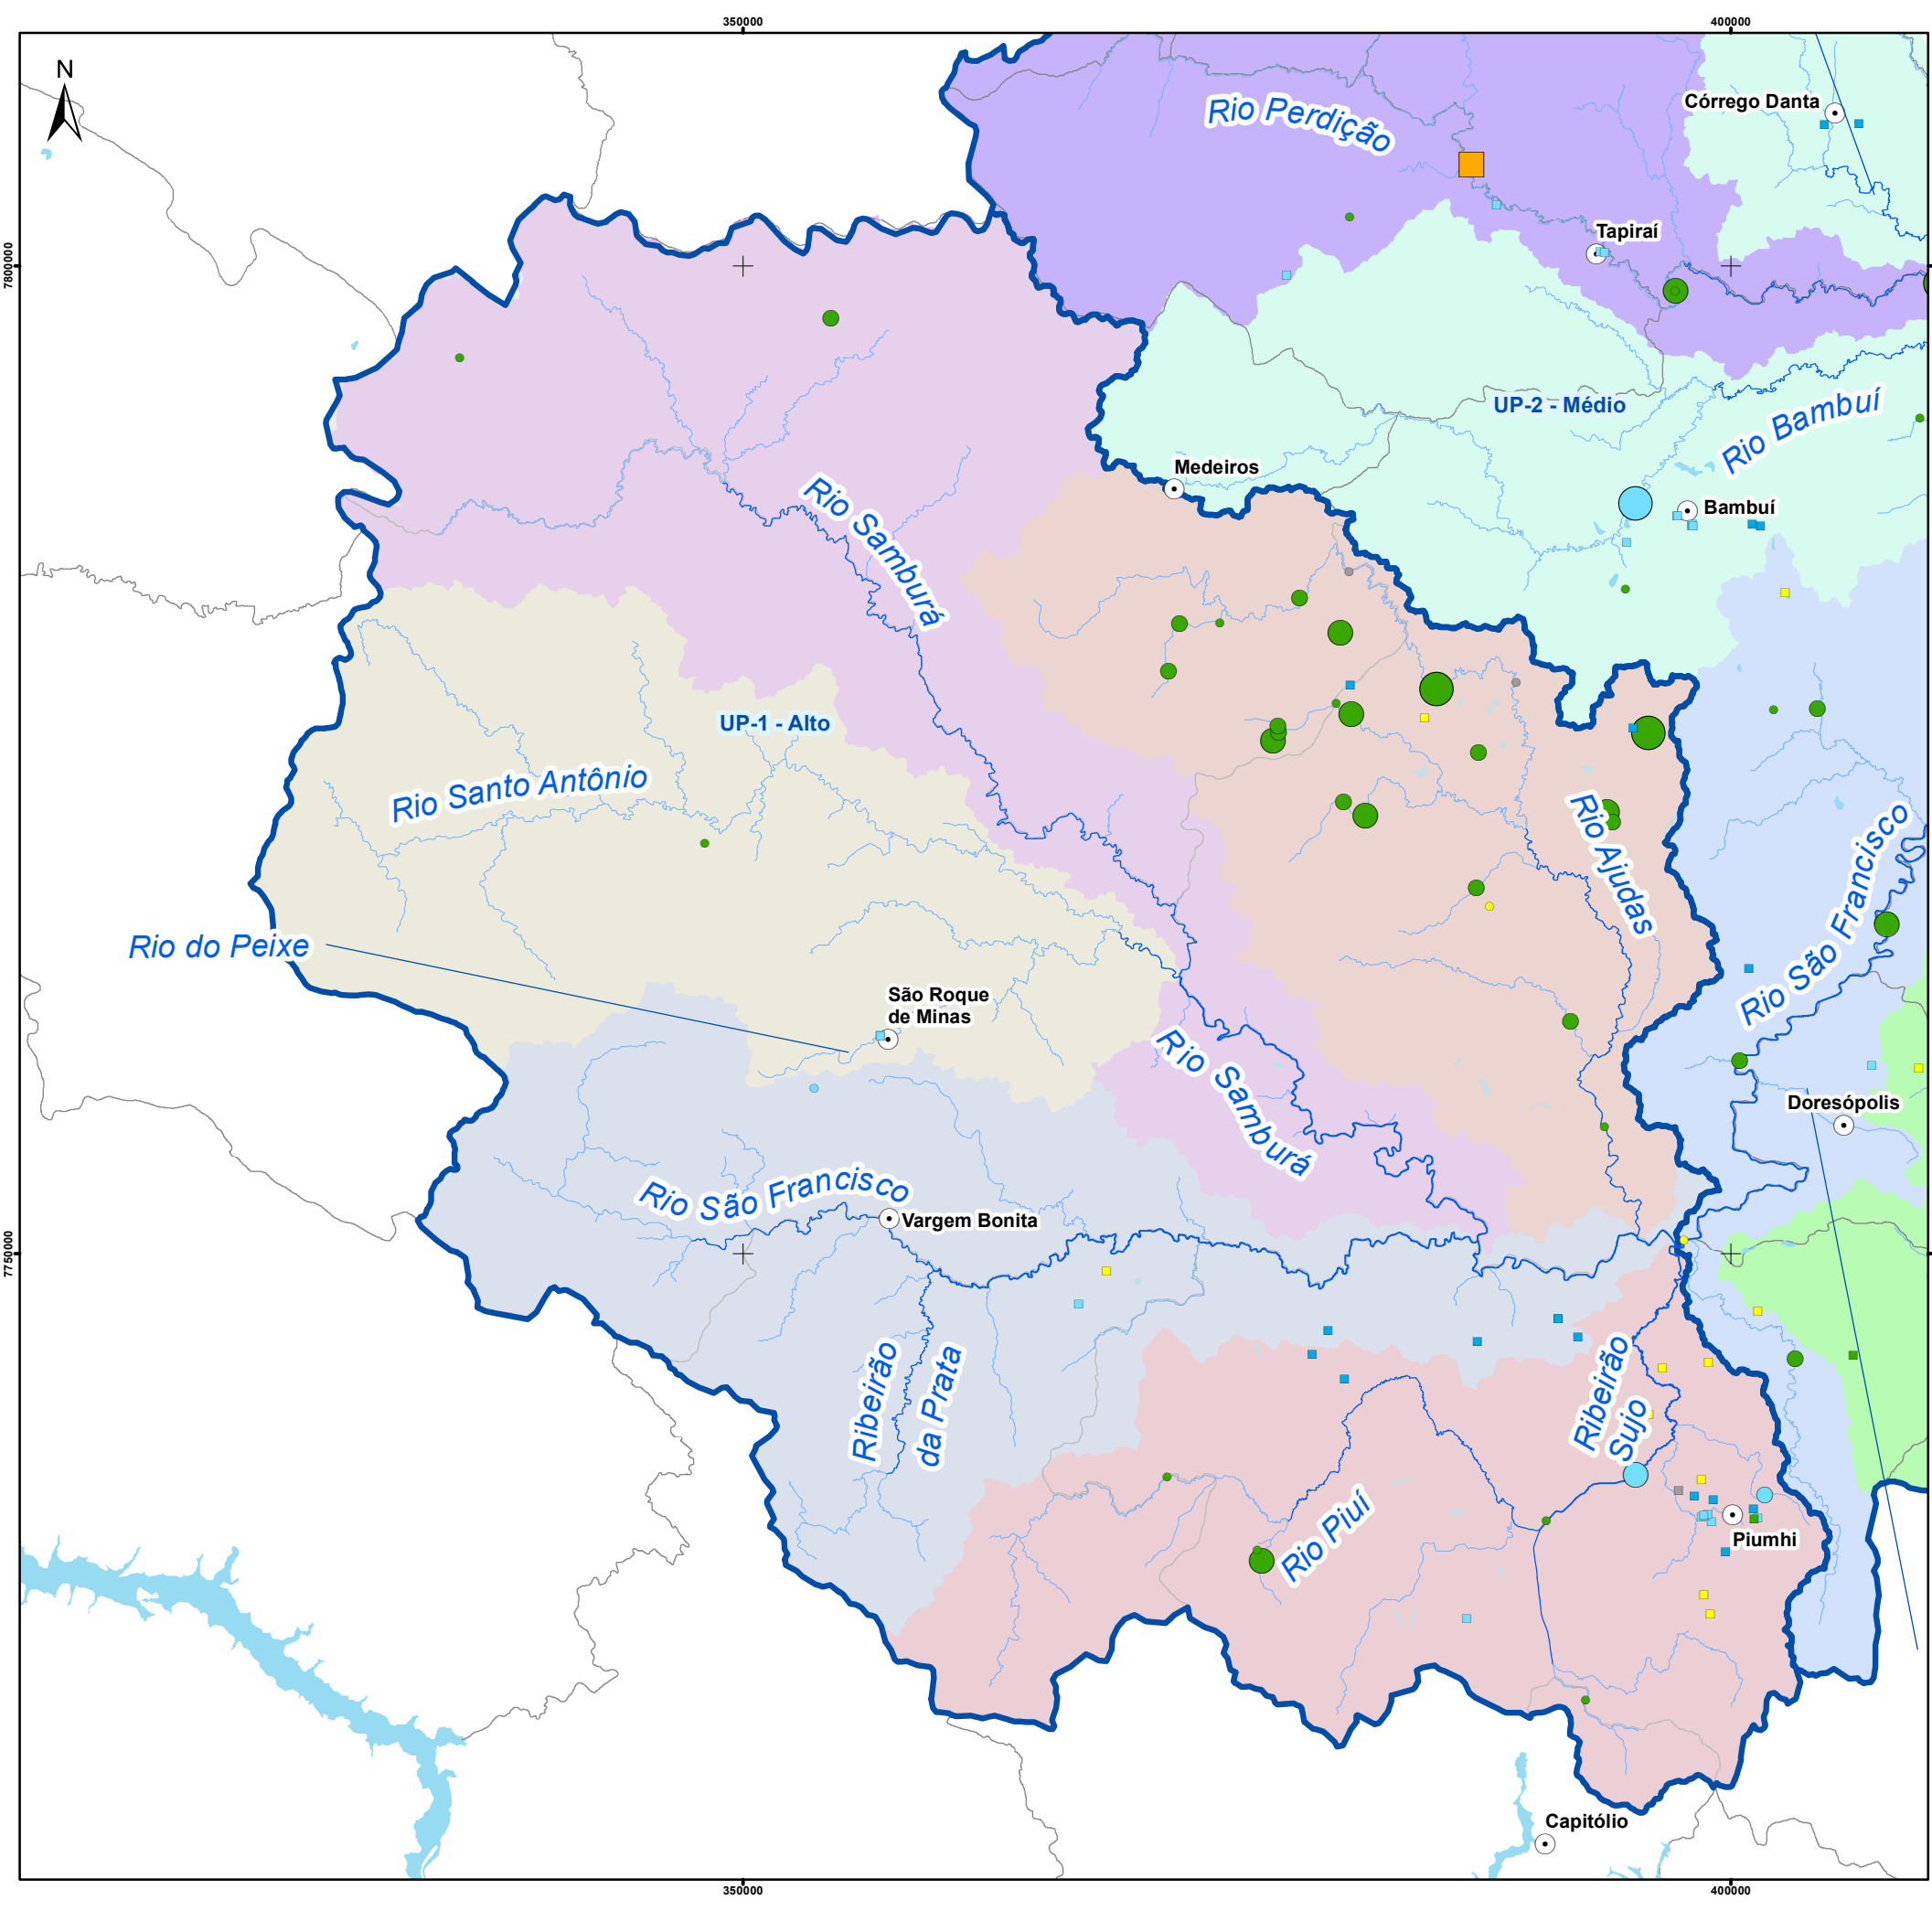 350000
400000
N
Córrego Danta
Rio Perdição
Tapiraí
7800000
UP-2 - Médio
Rio Bambuí
Medeiros
Bambuí
Rio Samburá
UP-1 - Alto
Rio Santo Antônio
Rio Ajudas
Rio São Francisco
Rio do Peixe
São Roque
de Minas
Rio Samburá
Doresópolis
Rio São Francisco
Vargem Bonita
7750000
Ribeirão
da Prata
Ribeirão
Sujo
Rio Piuí
Piumhi
Capitólio
350000
400000